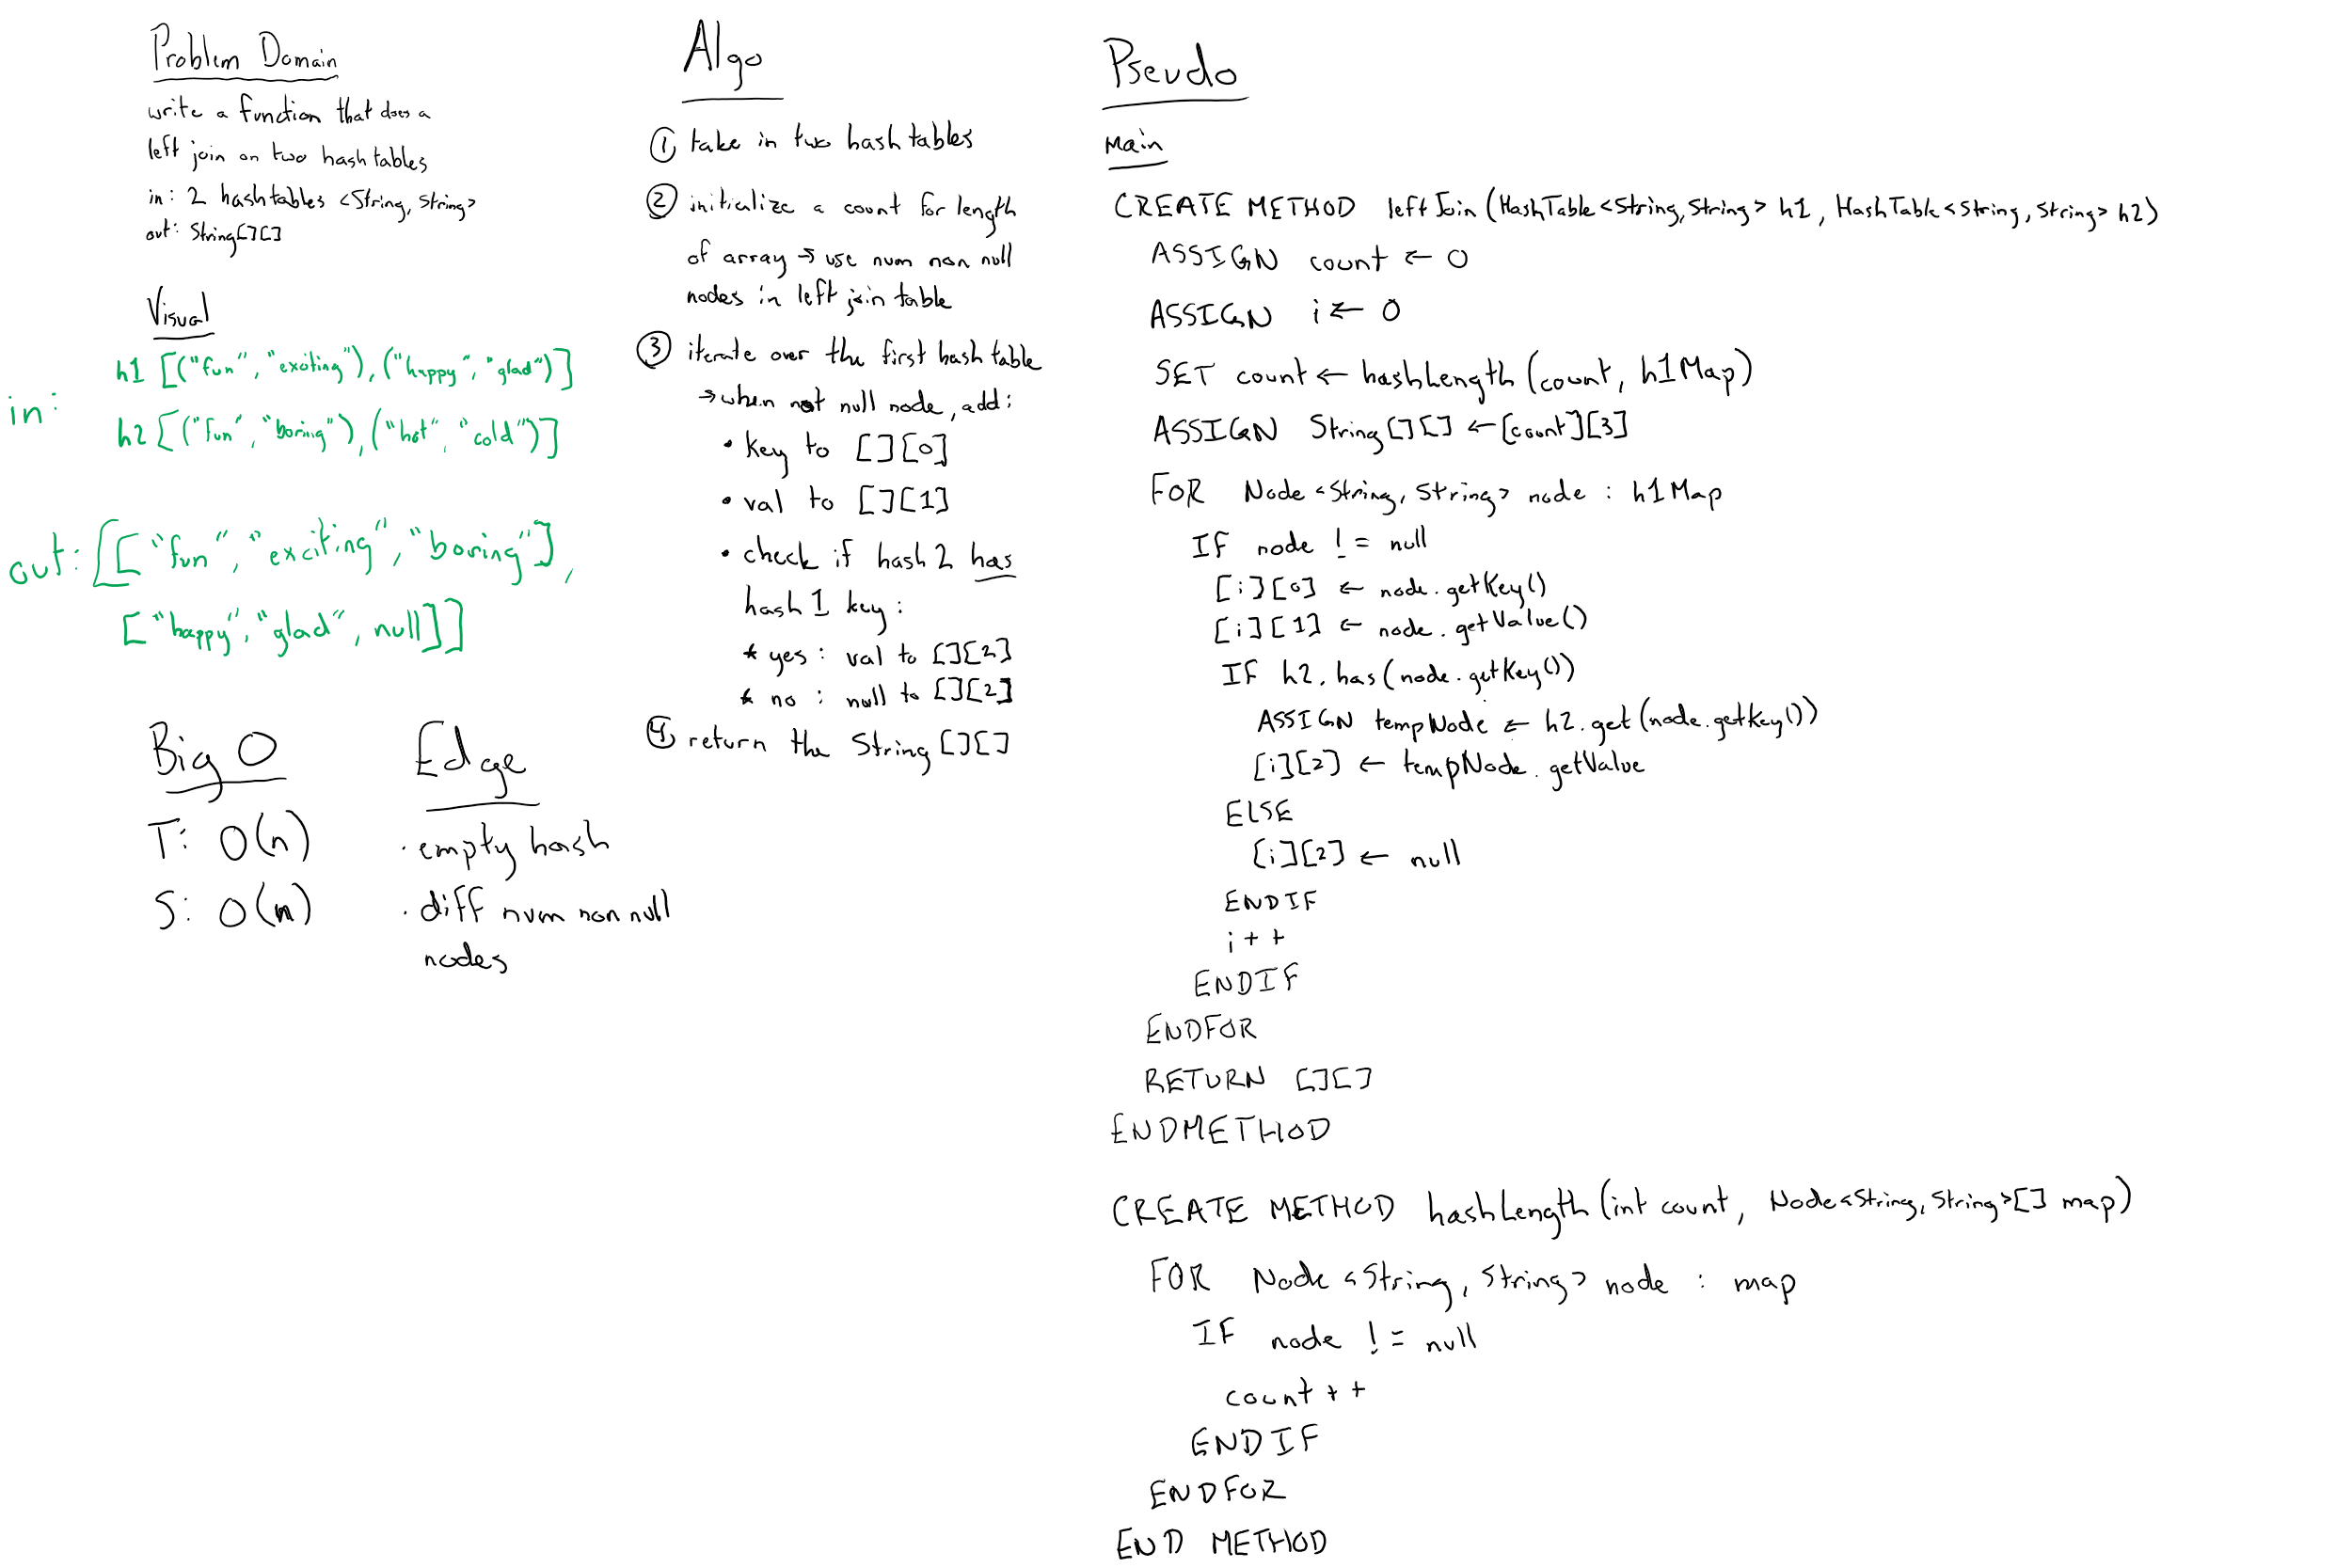 Problem Domain
write a function that does a
left join on two hash tables
in: 2 hashtables <String, String>
out: String[][]
Visual
in:
h1 [("fun", "exciting"), ("happy", "glad")]
h2 [("fun", "boring"), ("hot", "cold")]
out: [["fun", "exciting", "boring"],
["happy", "glad", null]]
Big O
T: O(n)
S: O(n)
Edge
· empty hash
· diff num non null
nodes
Algo
① take in two hash tables
② initialize a count for length
of array → use num non null
nodes in left join table
③ iterate over the first hash table
→ when not null node, add:
• key to [][0]
• val to [][1]
• check if hash 2 has
hash 1 key:
* yes: val to [][2]
* no: null to [][2]
④ return the String [][]
Pseudo
Main
CREATE METHOD leftJoin (HashTable<String, String> h1, HashTable<String, String> h2)
ASSIGN count ← 0
ASSIGN i ← 0
SET count ← hashLength (count, h1Map)
ASSIGN String[][] ← [count][3]
FOR Node <String, String> node : h1Map
IF node != null
[i][0] ← node.getKey()
[i][1] ← node.getValue()
IF h2.has(node.getKey())
ASSIGN tempNode ← h2.get(node.getKey())
[i][2] ← tempNode.getValue
ELSE
[i][2] ← null
ENDIF
i++
ENDIF
ENDFOR
RETURN [][]
ENDMETHOD
CREATE METHOD hashLength (int count, Node<String, String>[] map)
FOR Node <String, String> node : map
IF node != null
count++
ENDIF
ENDFOR
END METHOD